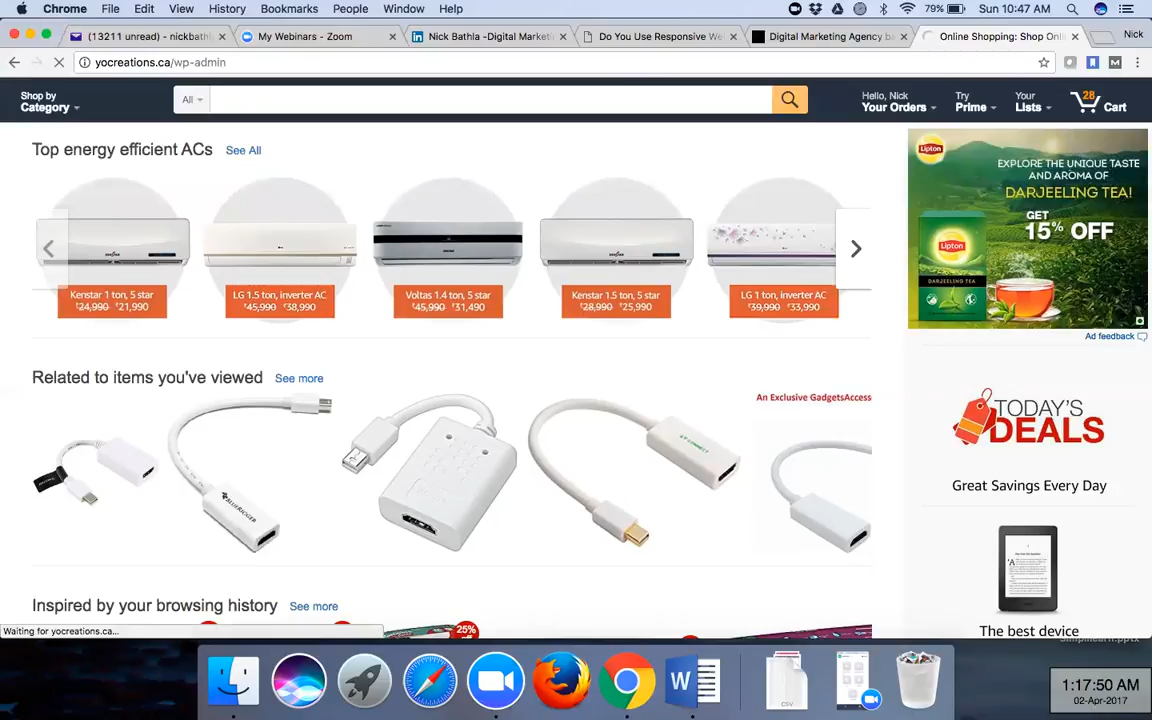 Chrome File Edit View History Bookmarks People Window Help 79% Sun 10:47 AM
(13211 unread) - nickbathl
My Webinars - Zoom
Nick Bathla -Digital Marketi
Do You Use Responsive We
Digital Marketing Agency ba
Online Shopping: Shop Onli
Nick
yocreations.ca/wp-admin
Shop by
Category
All
Hello, Nick
Your Orders
Try
Prime
Your
Lists
28
Cart
Top energy efficient ACs See All
Kenstar 1 ton, 5 star
₹24,990 ₹21,990
LG 1.5 ton, inverter AC
₹45,990 ₹38,990
Voltas 1.4 ton, 5 star
₹45,990 ₹31,490
Kenstar 1.5 ton, 5 star
₹28,990 ₹25,990
LG 1 ton, inverter AC
₹39,990 ₹33,990
Lipton
EXPLORE THE UNIQUE TASTE
AND AROMA OF
DARJEELING TEA!
GET
15% OFF
Lipton
DARJEELING TEA
Ad feedback
Related to items you've viewed See more
An Exclusive GadgetsAccess
BLUERIGGER
TODAY'S
DEALS
Great Savings Every Day
Inspired by your browsing history See more
25%
The best device
Waiting for yocreations.ca...
W
CSV
1:17:50 AM
02-Apr-2017